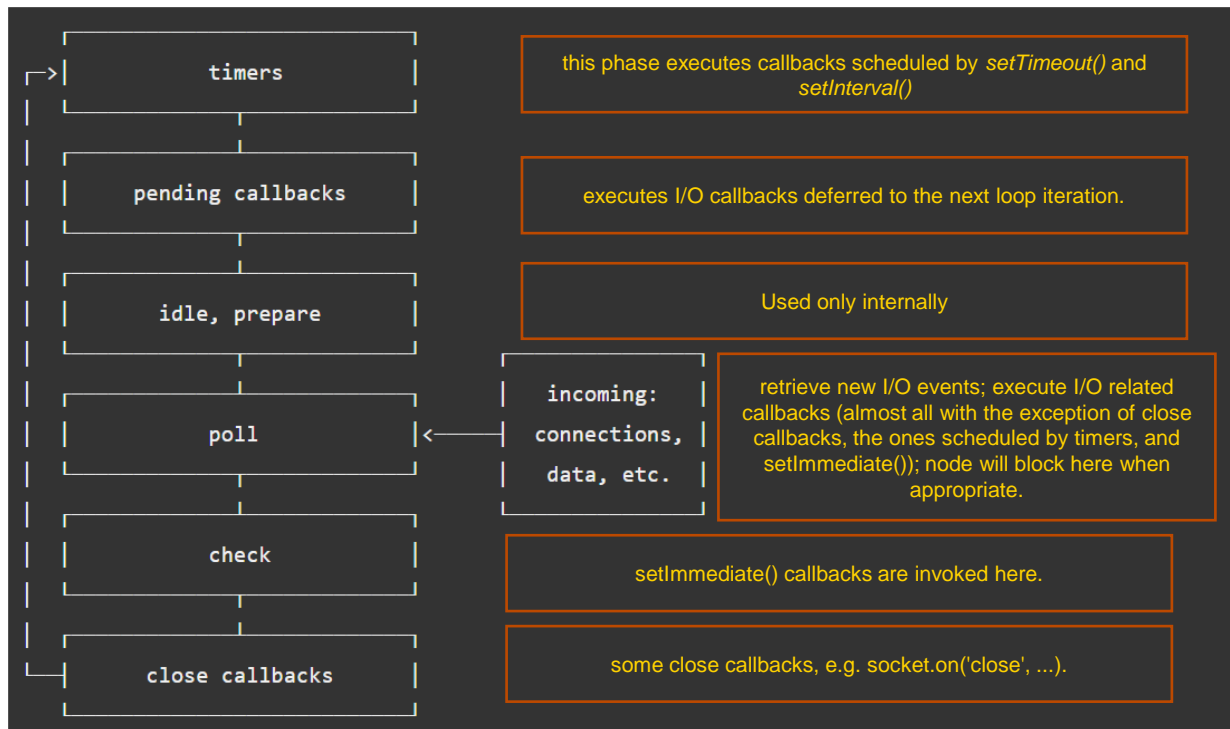 timers
this phase executes callbacks scheduled by setTimeout() and
setInterval()
pending callbacks
executes I/O callbacks deferred to the next loop iteration.
idle, prepare
Used only internally
poll
incoming:
connections,
data, etc.
retrieve new I/O events; execute I/O related
callbacks (almost all with the exception of close
callbacks, the ones scheduled by timers, and
setImmediate()); node will block here when
appropriate.
check
setImmediate() callbacks are invoked here.
close callbacks
some close callbacks, e.g. socket.on('close', ...).